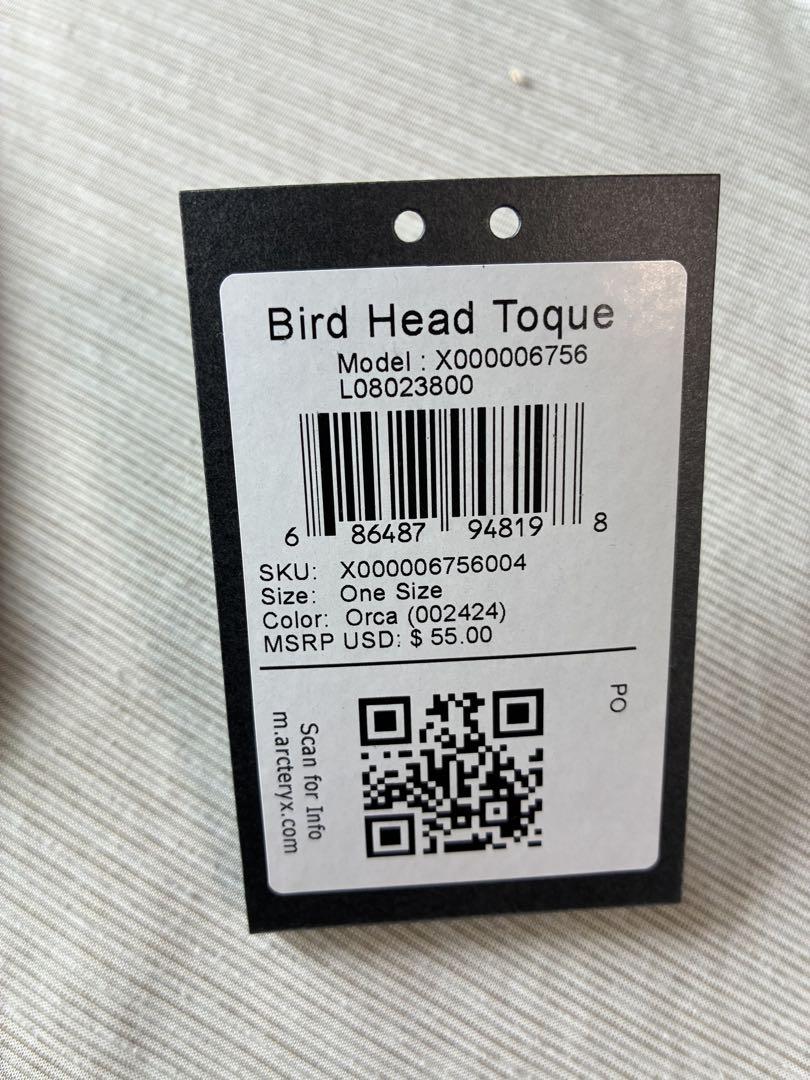 Bird Head Toque
Model : X000006756
L08023800
6 86487 94819 8
SKU: X000006756004
Size: One Size
Color: Orca (002424)
MSRP USD: $ 55.00
PO
Scan for Info
m.arcteryx.com